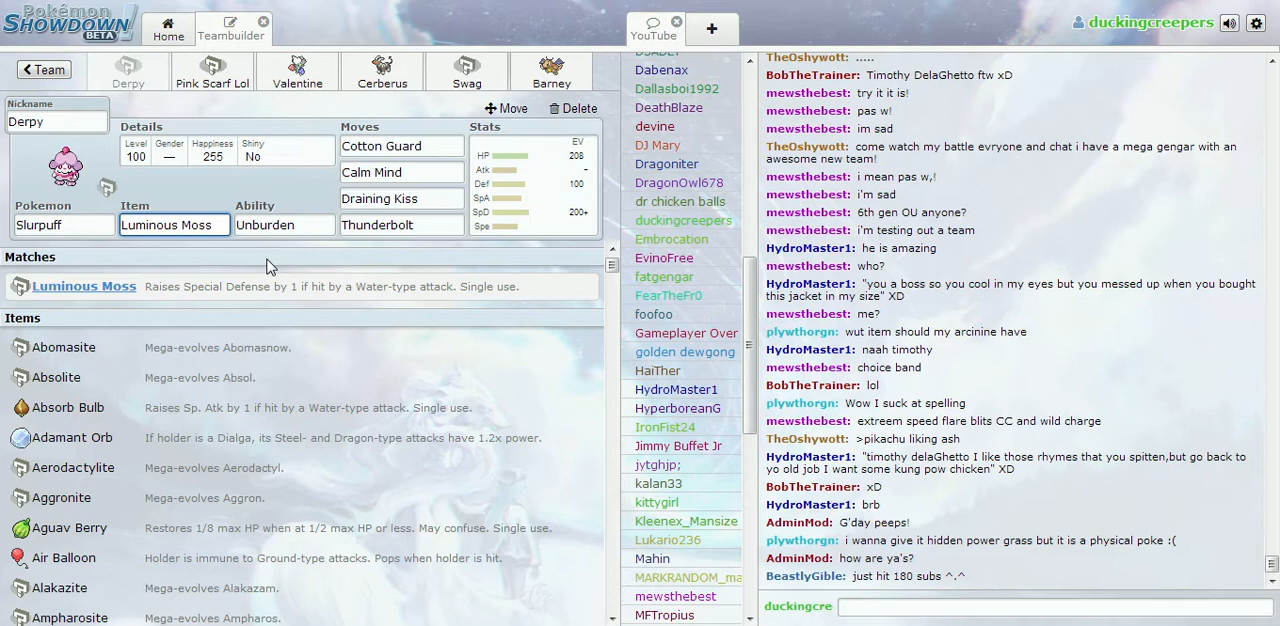 Pokémon
SHOWDOWN
BETA
Home
Teambuilder
YouTube
+
duckingcreepers
Team
Derpy
Pink Scarf Lol
Valentine
Cerberus
Swag
Barney
Move
Delete
Nickname
Derpy
Details
Level
100
Gender
—
Happiness
255
Shiny
No
Pokemon
Slurpuff
Item
Luminous Moss
Ability
Unburden
Moves
Cotton Guard
Calm Mind
Draining Kiss
Thunderbolt
Stats
EV
HP 208
Atk -
Def 100
SpA
SpD 200+
Spe
Matches
Luminous Moss Raises Special Defense by 1 if hit by a Water-type attack. Single use.
Items
Abomasite Mega-evolves Abomasnow.
Absolite Mega-evolves Absol.
Absorb Bulb Raises Sp. Atk by 1 if hit by a Water-type attack. Single use.
Adamant Orb If holder is a Dialga, its Steel- and Dragon-type attacks have 1.2x power.
Aerodactylite Mega-evolves Aerodactyl.
Aggronite Mega-evolves Aggron.
Aguav Berry Restores 1/8 max HP when at 1/2 max HP or less. May confuse. Single use.
Air Balloon Holder is immune to Ground-type attacks. Pops when holder is hit.
Alakazite Mega-evolves Alakazam.
Ampharosite Mega-evolves Ampharos.
Dabenax
Dallasboi1992
DeathBlaze
devine
DJ Mary
Dragoniter
DragonOwl678
dr chicken balls
duckingcreepers
Embrocation
EvinoFree
fatgengar
FearTheFr0
foofoo
Gameplayer Over
golden dewgong
HaiTher
HydroMaster1
HyperboreanG
IronFist24
Jimmy Buffet Jr
jytghjp;
kalan33
kittygirl
Kleenex_Mansize
Lukario236
Mahin
MARKRANDOM_ma
mewsthebest
MFTropius
TheOshywott: .....
BobTheTrainer: Timothy DelaGhetto ftw xD
mewsthebest: try it it is!
mewsthebest: pas w!
mewsthebest: im sad
TheOshywott: come watch my battle evryone and chat i have a mega gengar with an
awesome new team!
mewsthebest: i mean pas w,!
mewsthebest: i'm sad
mewsthebest: 6th gen OU anyone?
mewsthebest: i'm testing out a team
HydroMaster1: he is amazing
mewsthebest: who?
HydroMaster1: "you a boss so you cool in my eyes but you messed up when you bought
this jacket in my size" XD
mewsthebest: me?
plywthorgn: wut item should my arcinine have
HydroMaster1: naah timothy
mewsthebest: choice band
BobTheTrainer: lol
plywthorgn: Wow I suck at spelling
mewsthebest: extreem speed flare blits CC and wild charge
TheOshywott: >pikachu liking ash
HydroMaster1: "timothy delaGhetto I like those rhymes that you spitten,but go back to
yo old job I want some kung pow chicken" XD
BobTheTrainer: xD
HydroMaster1: brb
AdminMod: G'day peeps!
plywthorgn: i wanna give it hidden power grass but it is a physical poke :(
AdminMod: how are ya's?
BeastlyGible: just hit 180 subs ^.^
duckingcre